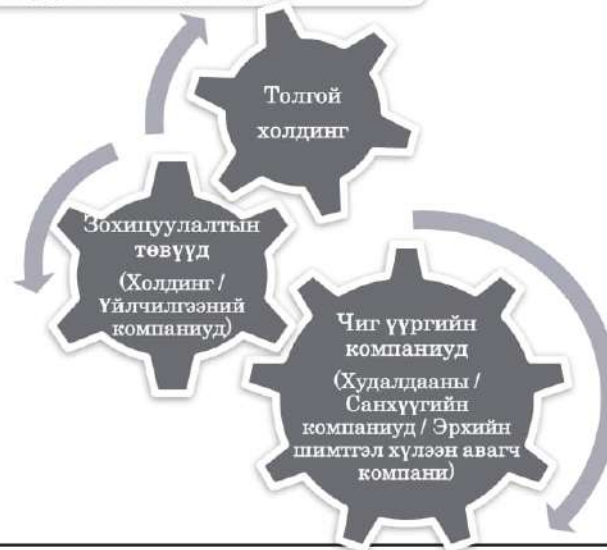 Толгой
холдинг
Зохицуулалтын
төвүүд
(Холдинг /
Үйлчилгээний
компаниуд)
Чиг үүргийн
компаниуд
(Худалдааны /
Санхүүгийн
компаниуд / Эрхийн
шимтгэл хүлээн авагч
компани)